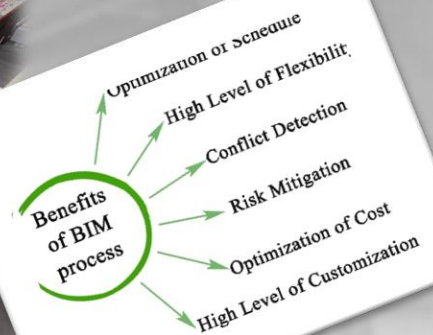 Optimization of Schedule
High Level of Flexibility
Conflict Detection
Benefits
of BIM
process
Risk Mitigation
Optimization of Cost
High Level of Customization